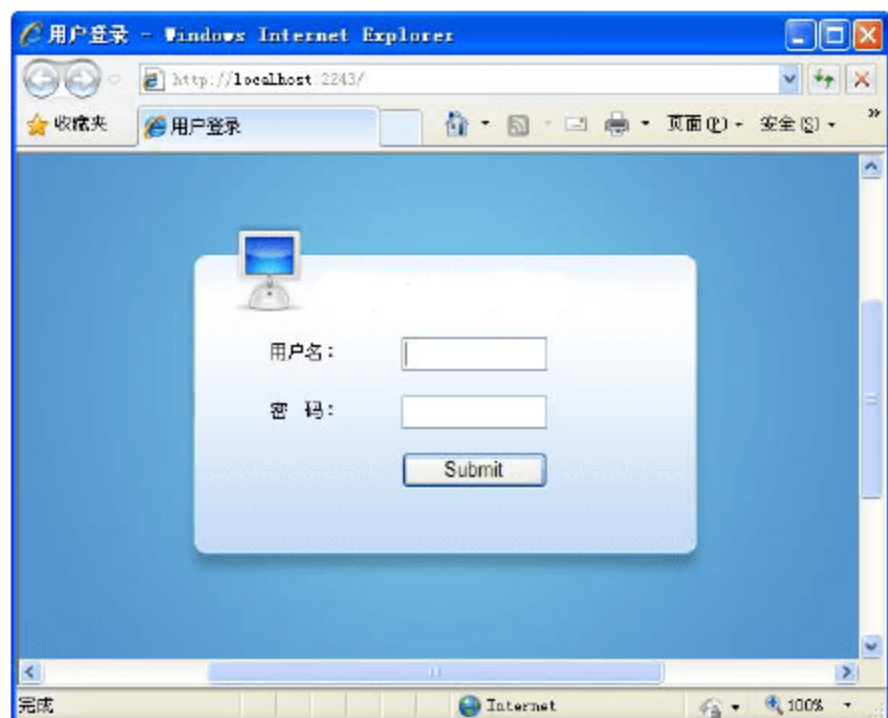 用户登录 - Windows Internet Explorer
http://localhost:2243/
收藏夹 用户登录 页面(P) 安全(S) »
用户名：
密 码：
Submit
完成 Internet 100%